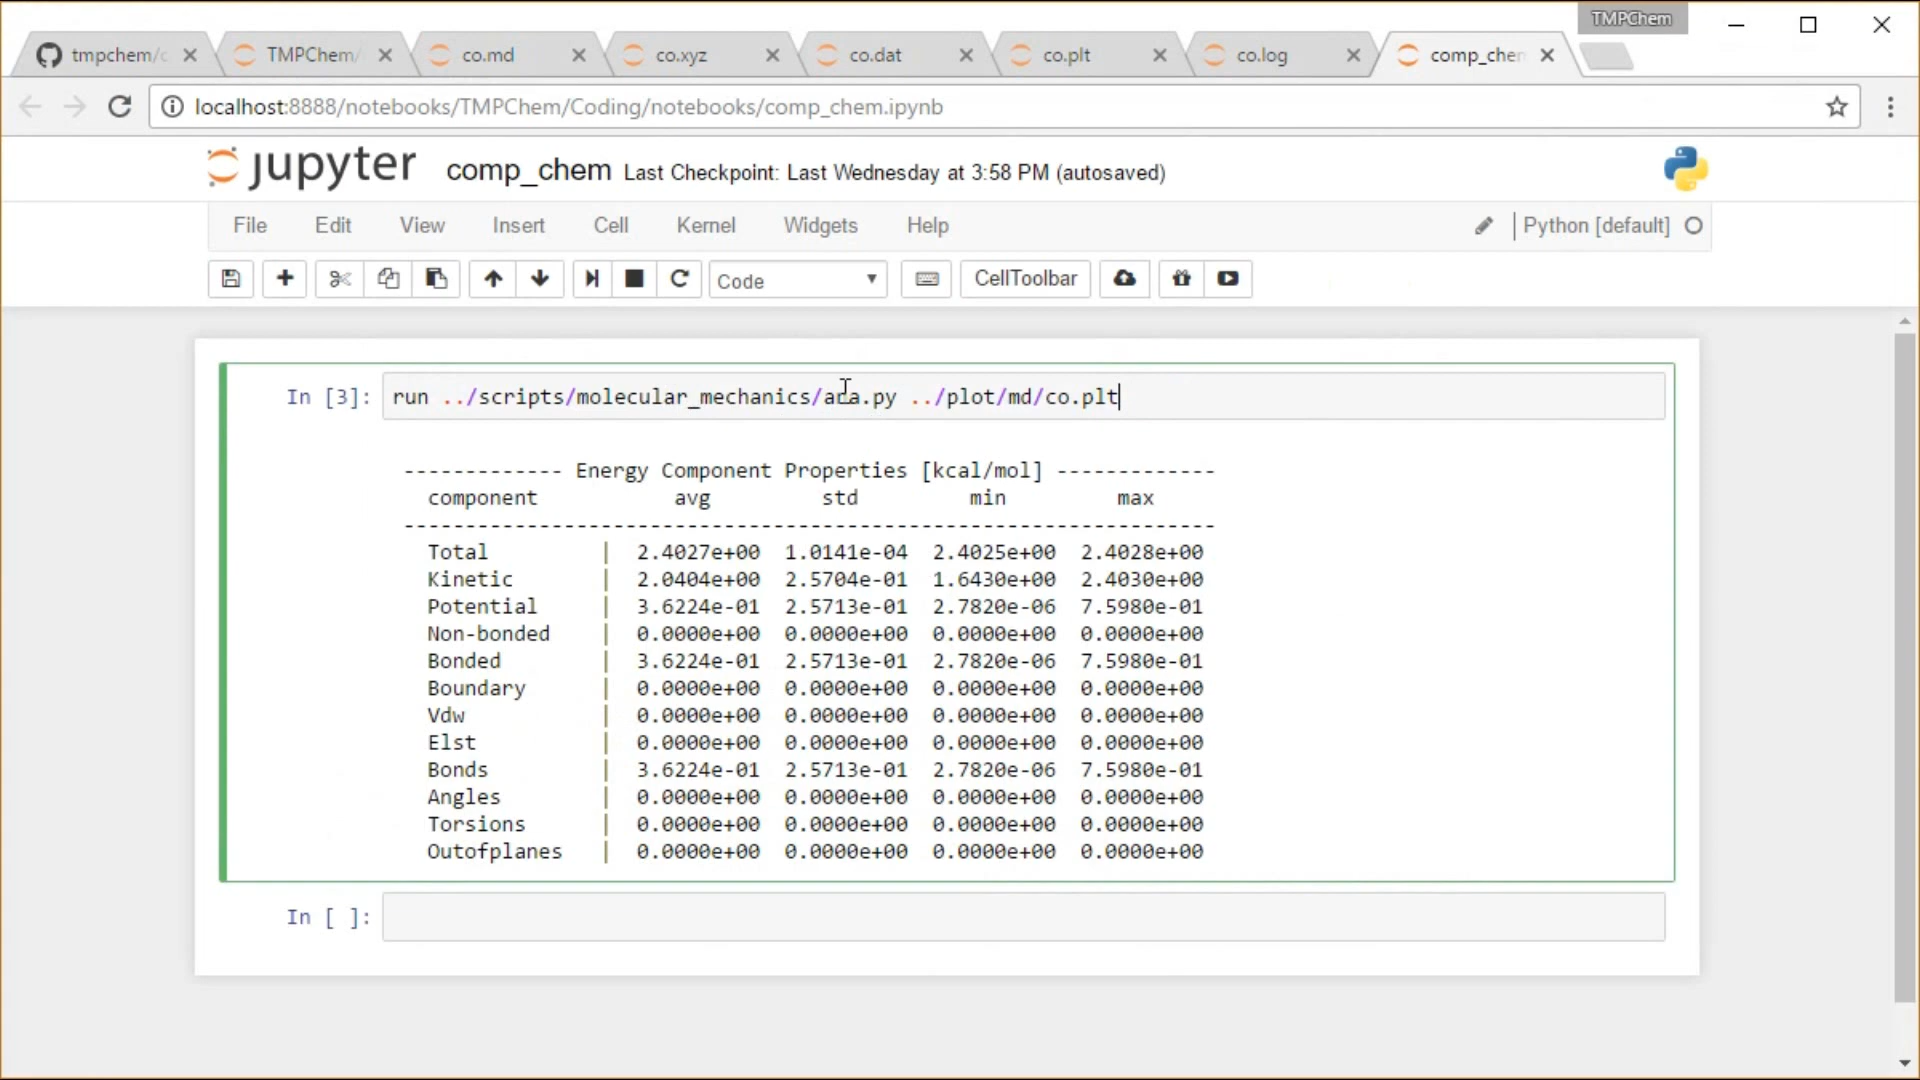 TMPChem
tmpchem/c
TMPChem/
co.md
co.xyz
co.dat
co.plt
co.log
comp_chem
localhost:8888/notebooks/TMPChem/Coding/notebooks/comp_chem.ipynb
jupyter comp_chem Last Checkpoint: Last Wednesday at 3:58 PM (autosaved)
File Edit View Insert Cell Kernel Widgets Help Python [default]
Code CellToolbar
In [3]: run ../scripts/molecular_mechanics/ana.py ../plot/md/co.plt
------------- Energy Component Properties [kcal/mol] -------------
component avg std min max
------------------------------------------------------------------
Total | 2.4027e+00 1.0141e-04 2.4025e+00 2.4028e+00
Kinetic | 2.0404e+00 2.5704e-01 1.6430e+00 2.4030e+00
Potential | 3.6224e-01 2.5713e-01 2.7820e-06 7.5980e-01
Non-bonded | 0.0000e+00 0.0000e+00 0.0000e+00 0.0000e+00
Bonded | 3.6224e-01 2.5713e-01 2.7820e-06 7.5980e-01
Boundary | 0.0000e+00 0.0000e+00 0.0000e+00 0.0000e+00
Vdw | 0.0000e+00 0.0000e+00 0.0000e+00 0.0000e+00
Elst | 0.0000e+00 0.0000e+00 0.0000e+00 0.0000e+00
Bonds | 3.6224e-01 2.5713e-01 2.7820e-06 7.5980e-01
Angles | 0.0000e+00 0.0000e+00 0.0000e+00 0.0000e+00
Torsions | 0.0000e+00 0.0000e+00 0.0000e+00 0.0000e+00
Outofplanes | 0.0000e+00 0.0000e+00 0.0000e+00 0.0000e+00
In [ ]: